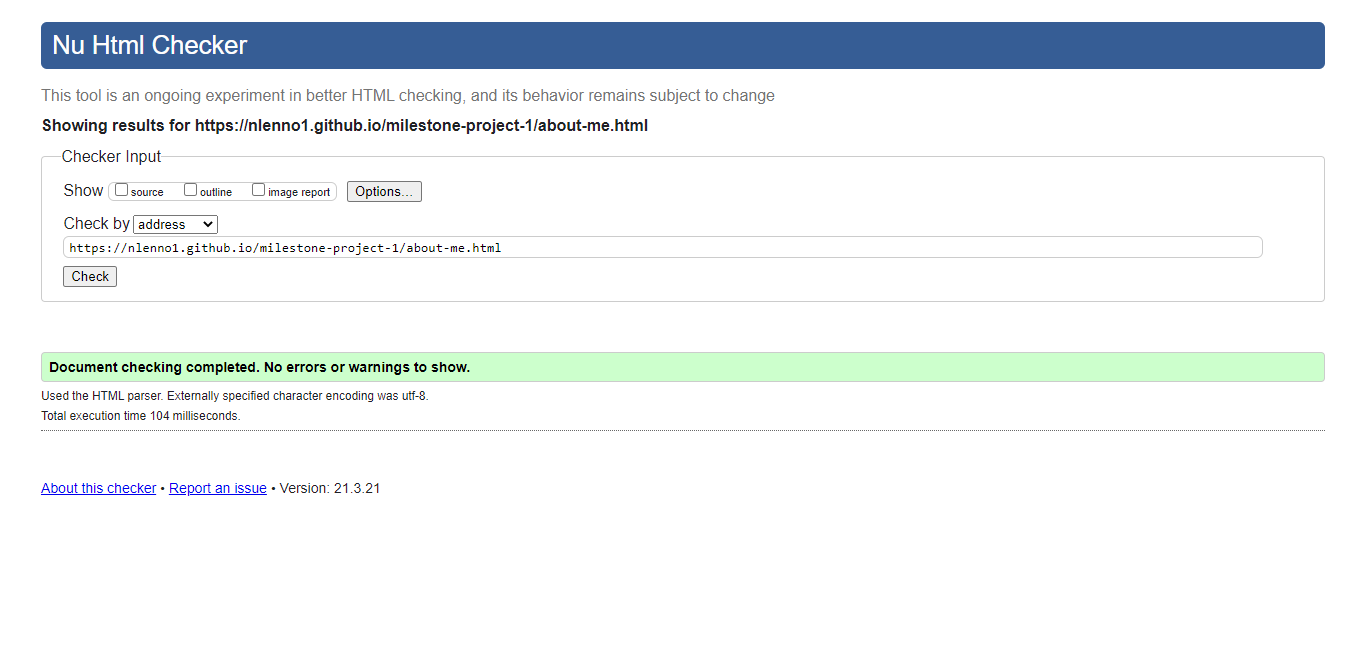 Nu Html Checker
This tool is an ongoing experiment in better HTML checking, and its behavior remains subject to change
Showing results for https://nlenno1.github.io/milestone-project-1/about-me.html
Checker Input
Show source outline image report Options...
Check by address
https://nlenno1.github.io/milestone-project-1/about-me.html
Check
Document checking completed. No errors or warnings to show.
Used the HTML parser. Externally specified character encoding was utf-8.
Total execution time 104 milliseconds.
About this checker • Report an issue • Version: 21.3.21